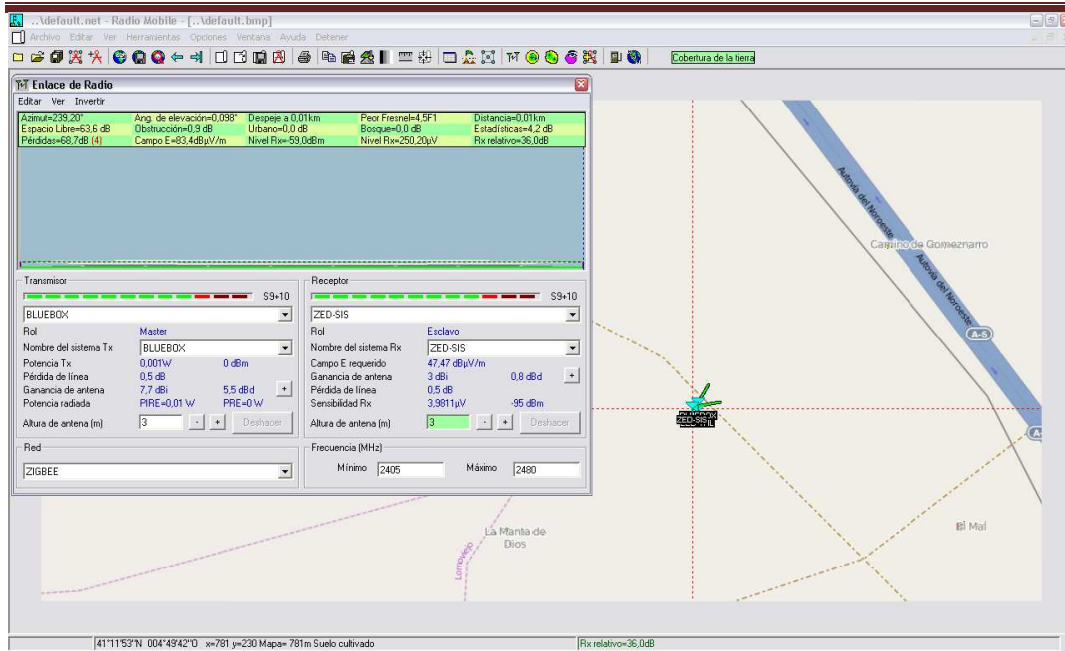 ...\default.net - Radio Mobile - [...\default.bmp]
Archivo Editar Ver Herramientas Opciones Ventana Ayuda Detener
Cobertura de la tierra
Enlace de Radio
Editar Ver Invertir
Azimut=239,20° Ang. de elevación=0,098° Despeje a 0,01km Peor Fresnel=4,5F1 Distancia=0,01km
Espacio Libre=63,6 dB Obstrucción=0,9 dB Urbano=0,0 dB Bosque=0,0 dB Estadísticas=4,2 dB
Pérdidas=68,7dB (4) Campo E=83,4dBµV/m Nivel Rx=-59,0dBm Nivel Rx=250,20µV Rx relativo=36,0dB
Transmisor
S9+10
BLUEBOX
Rol Master
Nombre del sistema Tx BLUEBOX
Potencia Tx 0,001W 0 dBm
Pérdida de línea 0,5 dB
Ganancia de antena 7,7 dBi 5,5 dBd +
Potencia radiada PIRE=0,01 W PRE=0 W
Altura de antena (m) 3 - + Deshacer
Receptor
S9+10
ZED-SIS
Rol Esclavo
Nombre del sistema Rx ZED-SIS
Campo E requerido 47,47 dBµV/m
Ganancia de antena 3 dBi 0,8 dBd +
Pérdida de línea 0,5 dB
Sensibilidad Rx 3,9811µV -95 dBm
Altura de antena (m) 3 - + Deshacer
Red
ZIGBEE
Frecuencia (MHz)
Mínimo 2405 Máximo 2480
Autovía del Noroeste
Camino de Gomeznarro
Autovía del Noroeste
A-6
ZED-SIS
A-
El Mal
La Manta de
Dios
Lomoviejo
41°11'53"N 004°49'42"O x=781 y=230 Mapa= 781m Suelo cultivado
Rx relativo=36,0dB